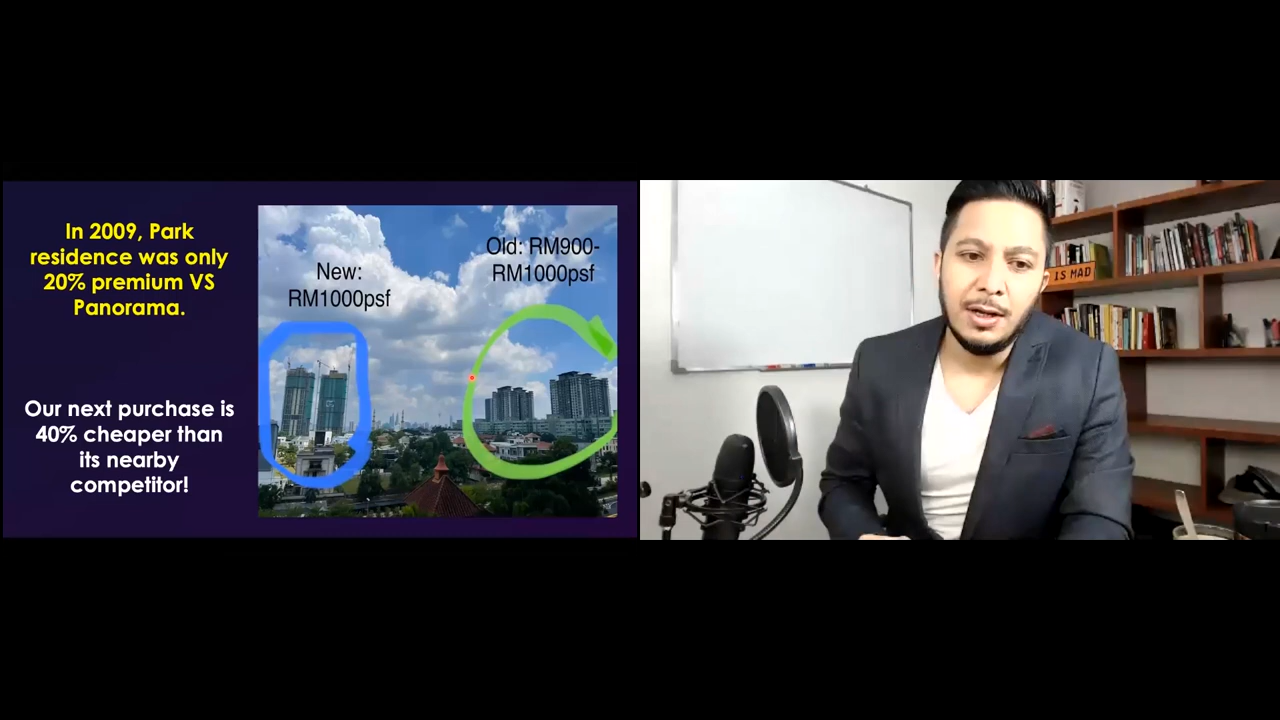 In 2009, Park
residence was only
20% premium VS
Panorama.
Our next purchase is
40% cheaper than
its nearby
competitor!
New:
RM1000psf
Old: RM900-
RM1000psf
IS MAD